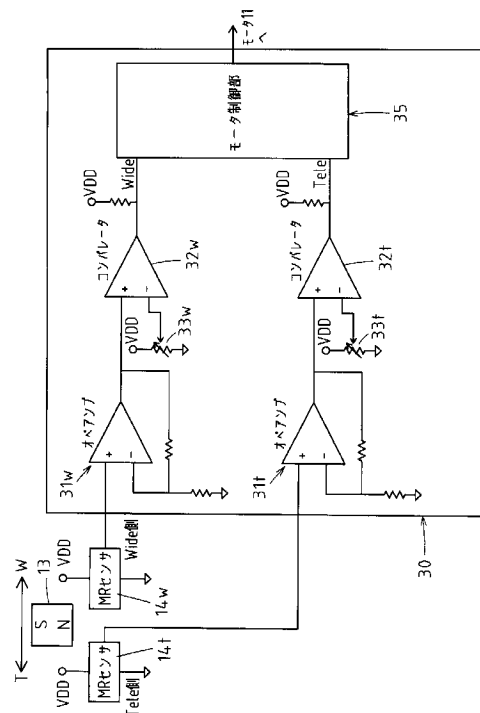 T
W
13
S
N
VDD
VDD
MRセンサ
MRセンサ
14t
14w
Tele側
Wide側
31w
オペアンプ
VDD
33w
コンパレータ
32w
VDD
Wide
31t
オペアンプ
VDD
33t
コンパレータ
32t
VDD
Tele
モータ制御部
35
モータ11
へ
30